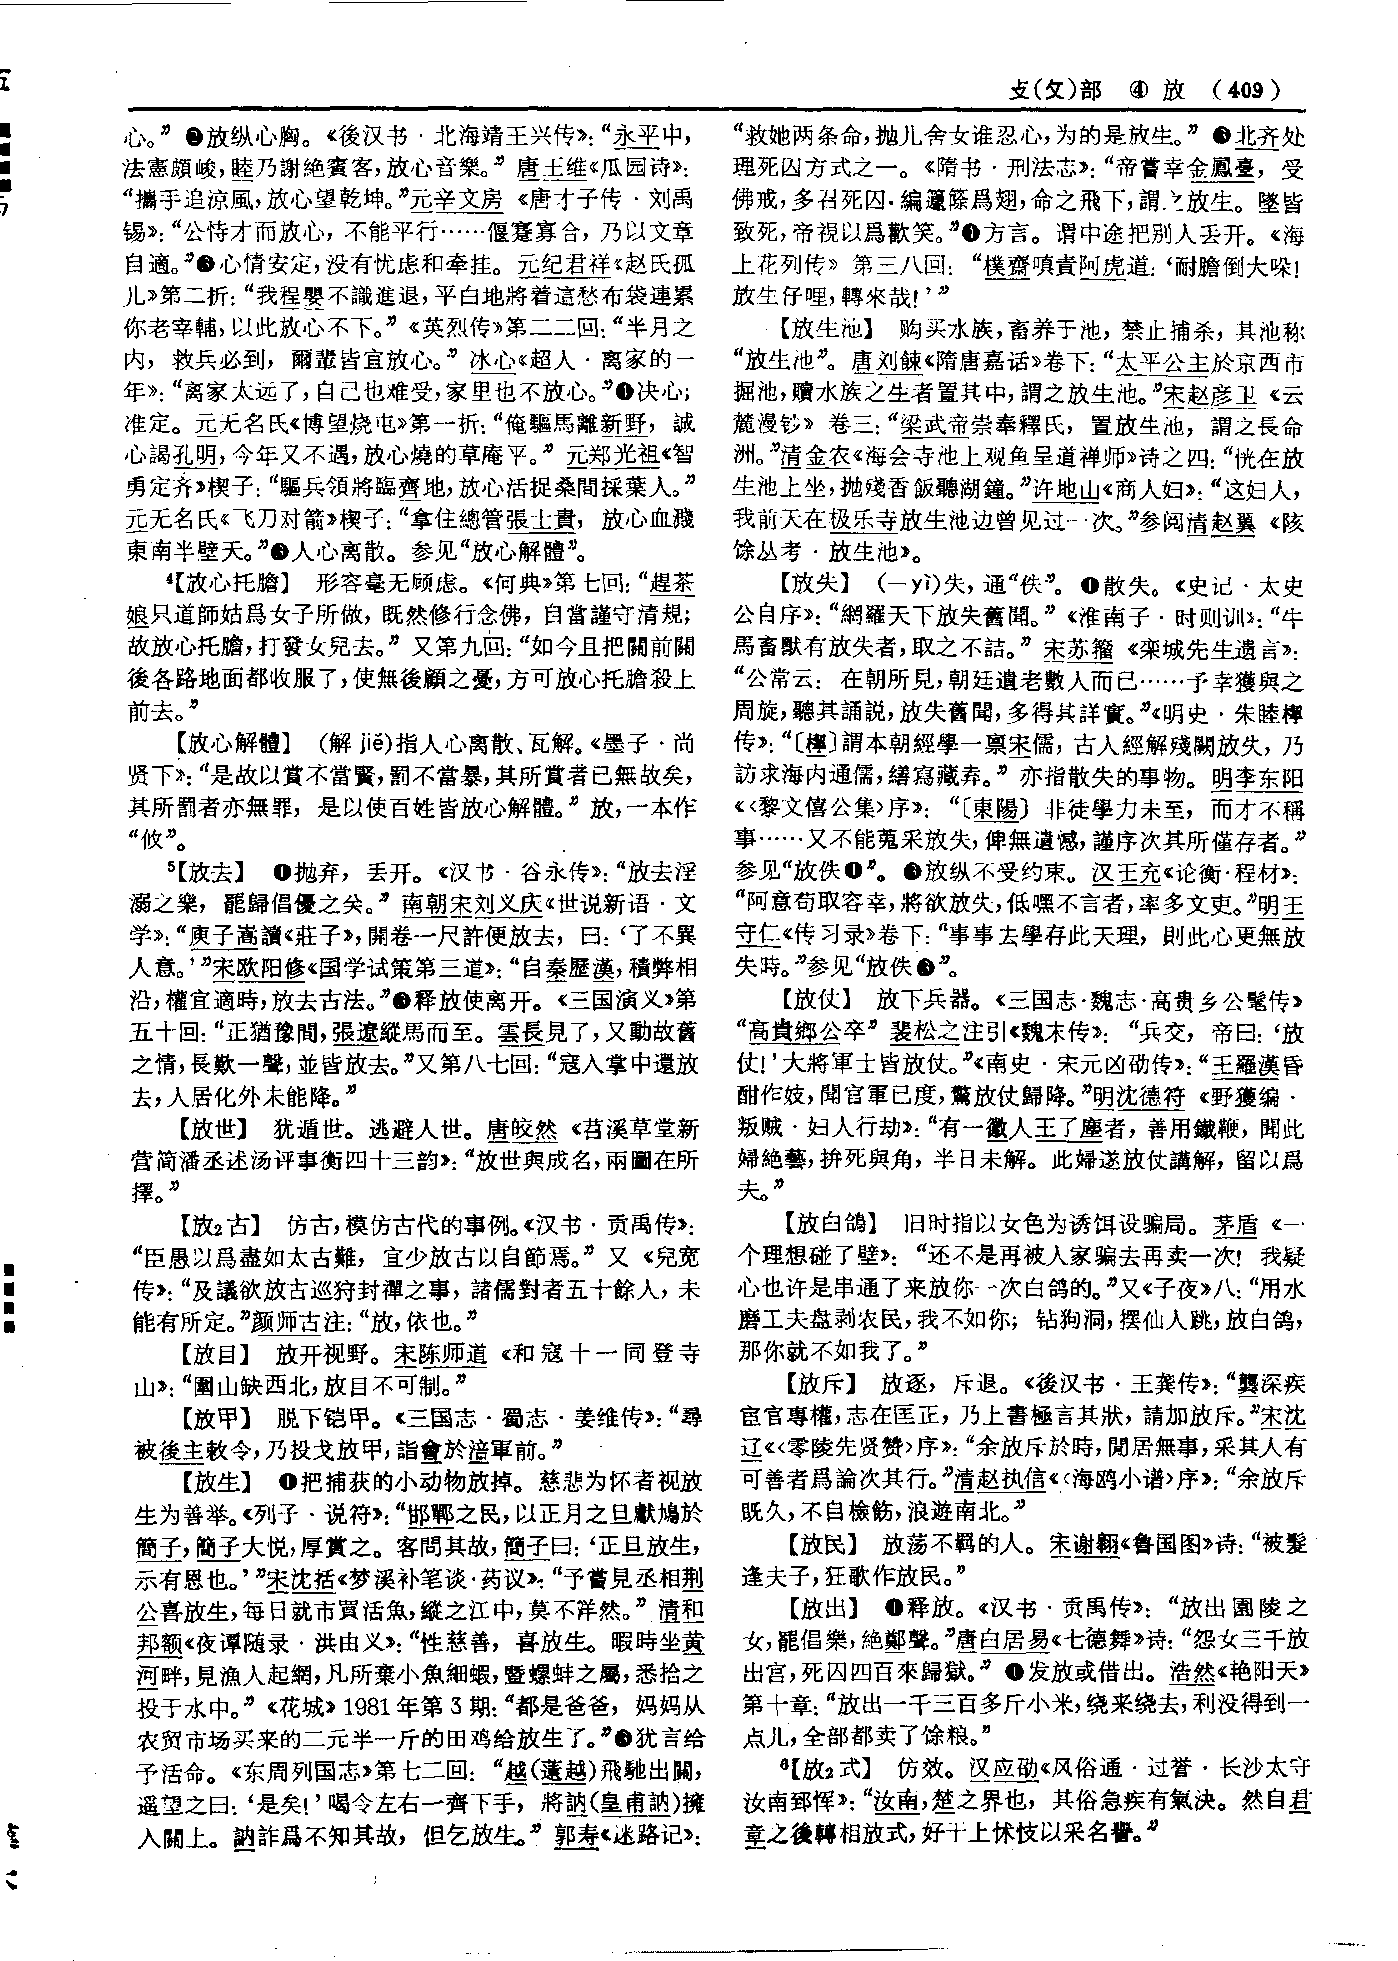 攴(攵)部 ④ 放 (409)
心。” ❷放纵心胸。《後汉书·北海靖王兴传》：“永平中，
法憲頗峻，睦乃謝絶賓客，放心音樂。” 唐王维《瓜园诗》：
“攜手追涼風，放心望乾坤。”元辛文房《唐才子传·刘禹
锡》：“公恃才而放心，不能平行……偃蹇寡合，乃以文章
自適。”❸心情安定，没有忧虑和牵挂。元纪君祥《赵氏孤
儿》第二折：“我程嬰不識進退，平白地將着這愁布袋連累
你老宰輔，以此放心不下。”《英烈传》第二二回：“半月之
内，救兵必到，爾輩皆宜放心。” 冰心《超人·离家的一
年》：“离家太远了，自己也难受，家里也不放心。”❹决心；
准定。元无名氏《博望烧屯》第一折：“俺驅馬離新野，誠
心謁孔明，今年又不遇，放心燒的草庵平。” 元郑光祖《智
勇定齐》楔子：“驅兵領將臨齊地，放心活捉桑間採葉人。”
元无名氏《飞刀对箭》楔子：“拿住總管張士貴，放心血濺
東南半壁天。”❺人心离散。参见“放心解體”。
⁴【放心托膽】 形容毫无顾虑。《何典》第七回：“趕茶
娘只道師姑爲女子所做，既然修行念佛，自當謹守清規；
故放心托膽，打發女兒去。” 又第九回：“如今且把關前關
後各路地面都收服了，使無後顧之憂，方可放心托膽殺上
前去。”
【放心解體】 (解 jiě)指人心离散、瓦解。《墨子·尚
贤下》：“是故以賞不當賢，罰不當暴，其所賞者已無故矣，
其所罰者亦無罪，是以使百姓皆放心解體。” 放，一本作
“攸”。
⁵【放去】 ❶抛弃，丢开。《汉书·谷永传》：“放去淫
溺之樂，罷歸倡優之矣。” 南朝宋刘义庆《世说新语·文
学》：“庾子嵩讀《莊子》，開卷一尺許便放去，曰：‘了不異
人意。’”宋欧阳修《国学试策第三道》：“自秦歷漢，積弊相
沿，權宜適時，放去古法。”❷释放使离开。《三国演义》第
五十回：“正猶豫間，張遼縱馬而至。雲長見了，又動故舊
之情，長歎一聲，並皆放去。”又第八七回：“寇入掌中還放
去，人居化外未能降。”
【放世】 犹遁世。逃避人世。唐皎然《苕溪草堂新
营简潘丞述汤评事衡四十三韵》：“放世與成名，兩圖在所
擇。”
【放₂古】 仿古，模仿古代的事例。《汉书·贡禹传》：
“臣愚以爲盡如太古難，宜少放古以自節焉。” 又《兒宽
传》：“及議欲放古巡狩封禪之事，諸儒對者五十餘人，未
能有所定。”颜师古注：“放，依也。”
【放目】 放开视野。宋陈师道《和寇十一同登寺
山》：“圍山缺西北，放目不可制。”
【放甲】 脱下铠甲。《三国志·蜀志·姜维传》：“尋
被後主敕令，乃投戈放甲，詣會於涪軍前。”
【放生】 ❶把捕获的小动物放掉。慈悲为怀者视放
生为善举。《列子·说符》：“邯鄲之民，以正月之旦獻鳩於
簡子，簡子大悦，厚賞之。客問其故，簡子曰：‘正旦放生，
示有恩也。’”宋沈括《梦溪补笔谈·药议》：“予嘗見丞相荆
公喜放生，每日就市買活魚，縱之江中，莫不洋然。” 清和
邦额《夜谭随录·洪由义》：“性慈善，喜放生。暇時坐黄
河畔，見漁人起網，凡所棄小魚細蝦，暨螺蚌之屬，悉拾之
投于水中。”《花城》1981年第3期：“都是爸爸，妈妈从
农贸市场买来的二元半一斤的田鸡给放生了。”❷犹言给
予活命。《东周列国志》第七二回：“越(薳越)飛馳出關，
遥望之曰：‘是矣！’喝令左右一齊下手，將訥(皇甫訥)擁
入關上。訥詐爲不知其故，但乞放生。” 郭寿《迷路记》：
“救她两条命，抛儿舍女谁忍心，为的是放生。” ❸北齐处
理死囚方式之一。《隋书·刑法志》：“帝嘗幸金鳳臺，受
佛戒，多召死囚，編籧篨爲翅，命之飛下，謂之放生。墜皆
致死，帝視以爲歡笑。”❹方言。谓中途把别人丢开。《海
上花列传》第三八回：“樸齋嗔責阿虎道：‘耐膽倒大哚！
放生仔哩，轉來哉！’”
【放生池】 购买水族，畜养于池，禁止捕杀，其池称
“放生池”。唐刘餗《隋唐嘉话》卷下：“太平公主於京西市
掘池，贖水族之生者置其中，謂之放生池。”宋赵彦卫《云
麓漫钞》卷三：“梁武帝崇奉釋氏，置放生池，謂之長命
洲。”清金农《海会寺池上观鱼呈道禅师》诗之四：“恍在放
生池上坐，抛殘香飯聽湖鐘。”许地山《商人妇》：“这妇人，
我前天在极乐寺放生池边曾见过一次。”参阅清赵翼《陔
馀丛考·放生池》。
【放失】 (－yì)失，通“佚”。❶散失。《史记·太史
公自序》：“網羅天下放失舊聞。”《淮南子·时则训》：“牛
馬畜獸有放失者，取之不詰。” 宋苏籀《栾城先生遗言》：
“公常云：在朝所見，朝廷遺老數人而已……予幸獲與之
周旋，聽其誦説，放失舊聞，多得其詳實。”《明史·朱睦㮮
传》：“〔㮮〕謂本朝經學一禀宋儒，古人經解殘闕放失，乃
訪求海内通儒，繕寫藏弆。” 亦指散失的事物。明李东阳
《〈黎文僖公集〉序》：“〔東陽〕非徒學力未至，而才不稱
事……又不能蒐采放失，俾無遺憾，謹序次其所僅存者。”
参见“放佚❶”。❷放纵不受约束。汉王充《论衡·程材》：
“阿意苟取容幸，將欲放失，低嘿不言者，率多文吏。”明王
守仁《传习录》卷下：“事事去學存此天理，則此心更無放
失時。”参见“放佚❷”。
【放仗】 放下兵器。《三国志·魏志·高贵乡公髦传》
“高貴鄉公卒” 裴松之注引《魏末传》：“兵交，帝曰：‘放
仗！’大將軍士皆放仗。”《南史·宋元凶劭传》：“王羅漢昏
酣作妓，聞官軍已度，驚放仗歸降。”明沈德符《野獲编·
叛贼·妇人行劫》：“有一徽人王了塵者，善用鐵鞭，聞此
婦絶藝，拚死與角，半日未解。此婦遂放仗講解，留以爲
夫。”
【放白鸽】 旧时指以女色为诱饵设骗局。茅盾《一
个理想碰了壁》：“还不是再被人家骗去再卖一次！我疑
心也许是串通了来放你一次白鸽的。”又《子夜》八：“用水
磨工夫盘剥农民，我不如你；钻狗洞，摆仙人跳，放白鸽，
那你就不如我了。”
【放斥】 放逐，斥退。《後汉书·王龚传》：“龔深疾
宦官專權，志在匡正，乃上書極言其狀，請加放斥。”宋沈
辽《〈零陵先贤赞〉序》：“余放斥於時，閒居無事，采其人有
可善者爲論次其行。”清赵执信《〈海鸥小谱〉序》：“余放斥
既久，不自檢飭，浪遊南北。”
【放民】 放荡不羁的人。宋谢翱《鲁国图》诗：“被髮
逢夫子，狂歌作放民。”
【放出】 ❶释放。《汉书·贡禹传》：“放出園陵之
女，罷倡樂，絶鄭聲。”唐白居易《七德舞》诗：“怨女三千放
出宫，死囚四百來歸獄。” ❷发放或借出。浩然《艳阳天》
第十章：“放出一千三百多斤小米，绕来绕去，利没得到一
点儿，全部都卖了馀粮。”
⁶【放₂式】 仿效。汉应劭《风俗通·过誉·长沙太守
汝南郅恽》：“汝南，楚之界也，其俗急疾有氣決。然自君
章之後轉相放式，好干上怵忮以采名譽。”